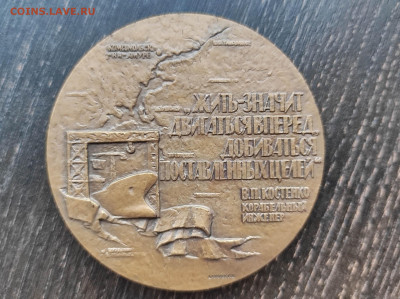 COINS.LAVE.RU
КОМСОМОЛЬСК
-НА-АМУРЕ
„ЖИТЬ-ЗНАЧИТ
ДВИГАТЬСЯ ВПЕРЕД,
ДОБИВАТЬСЯ
ПОСТАВЛЕННЫХ ЦЕЛЕЙ"
В.П. КОСТЕНКО
КОРАБЕЛЬНЫЙ
ИНЖЕНЕР